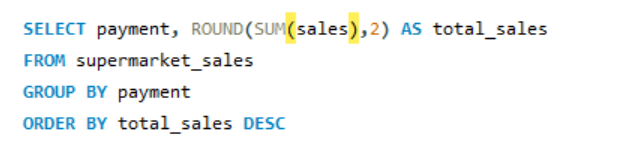 SELECT payment, ROUND(SUM(sales),2) AS total_sales
FROM supermarket_sales
GROUP BY payment
ORDER BY total_sales DESC